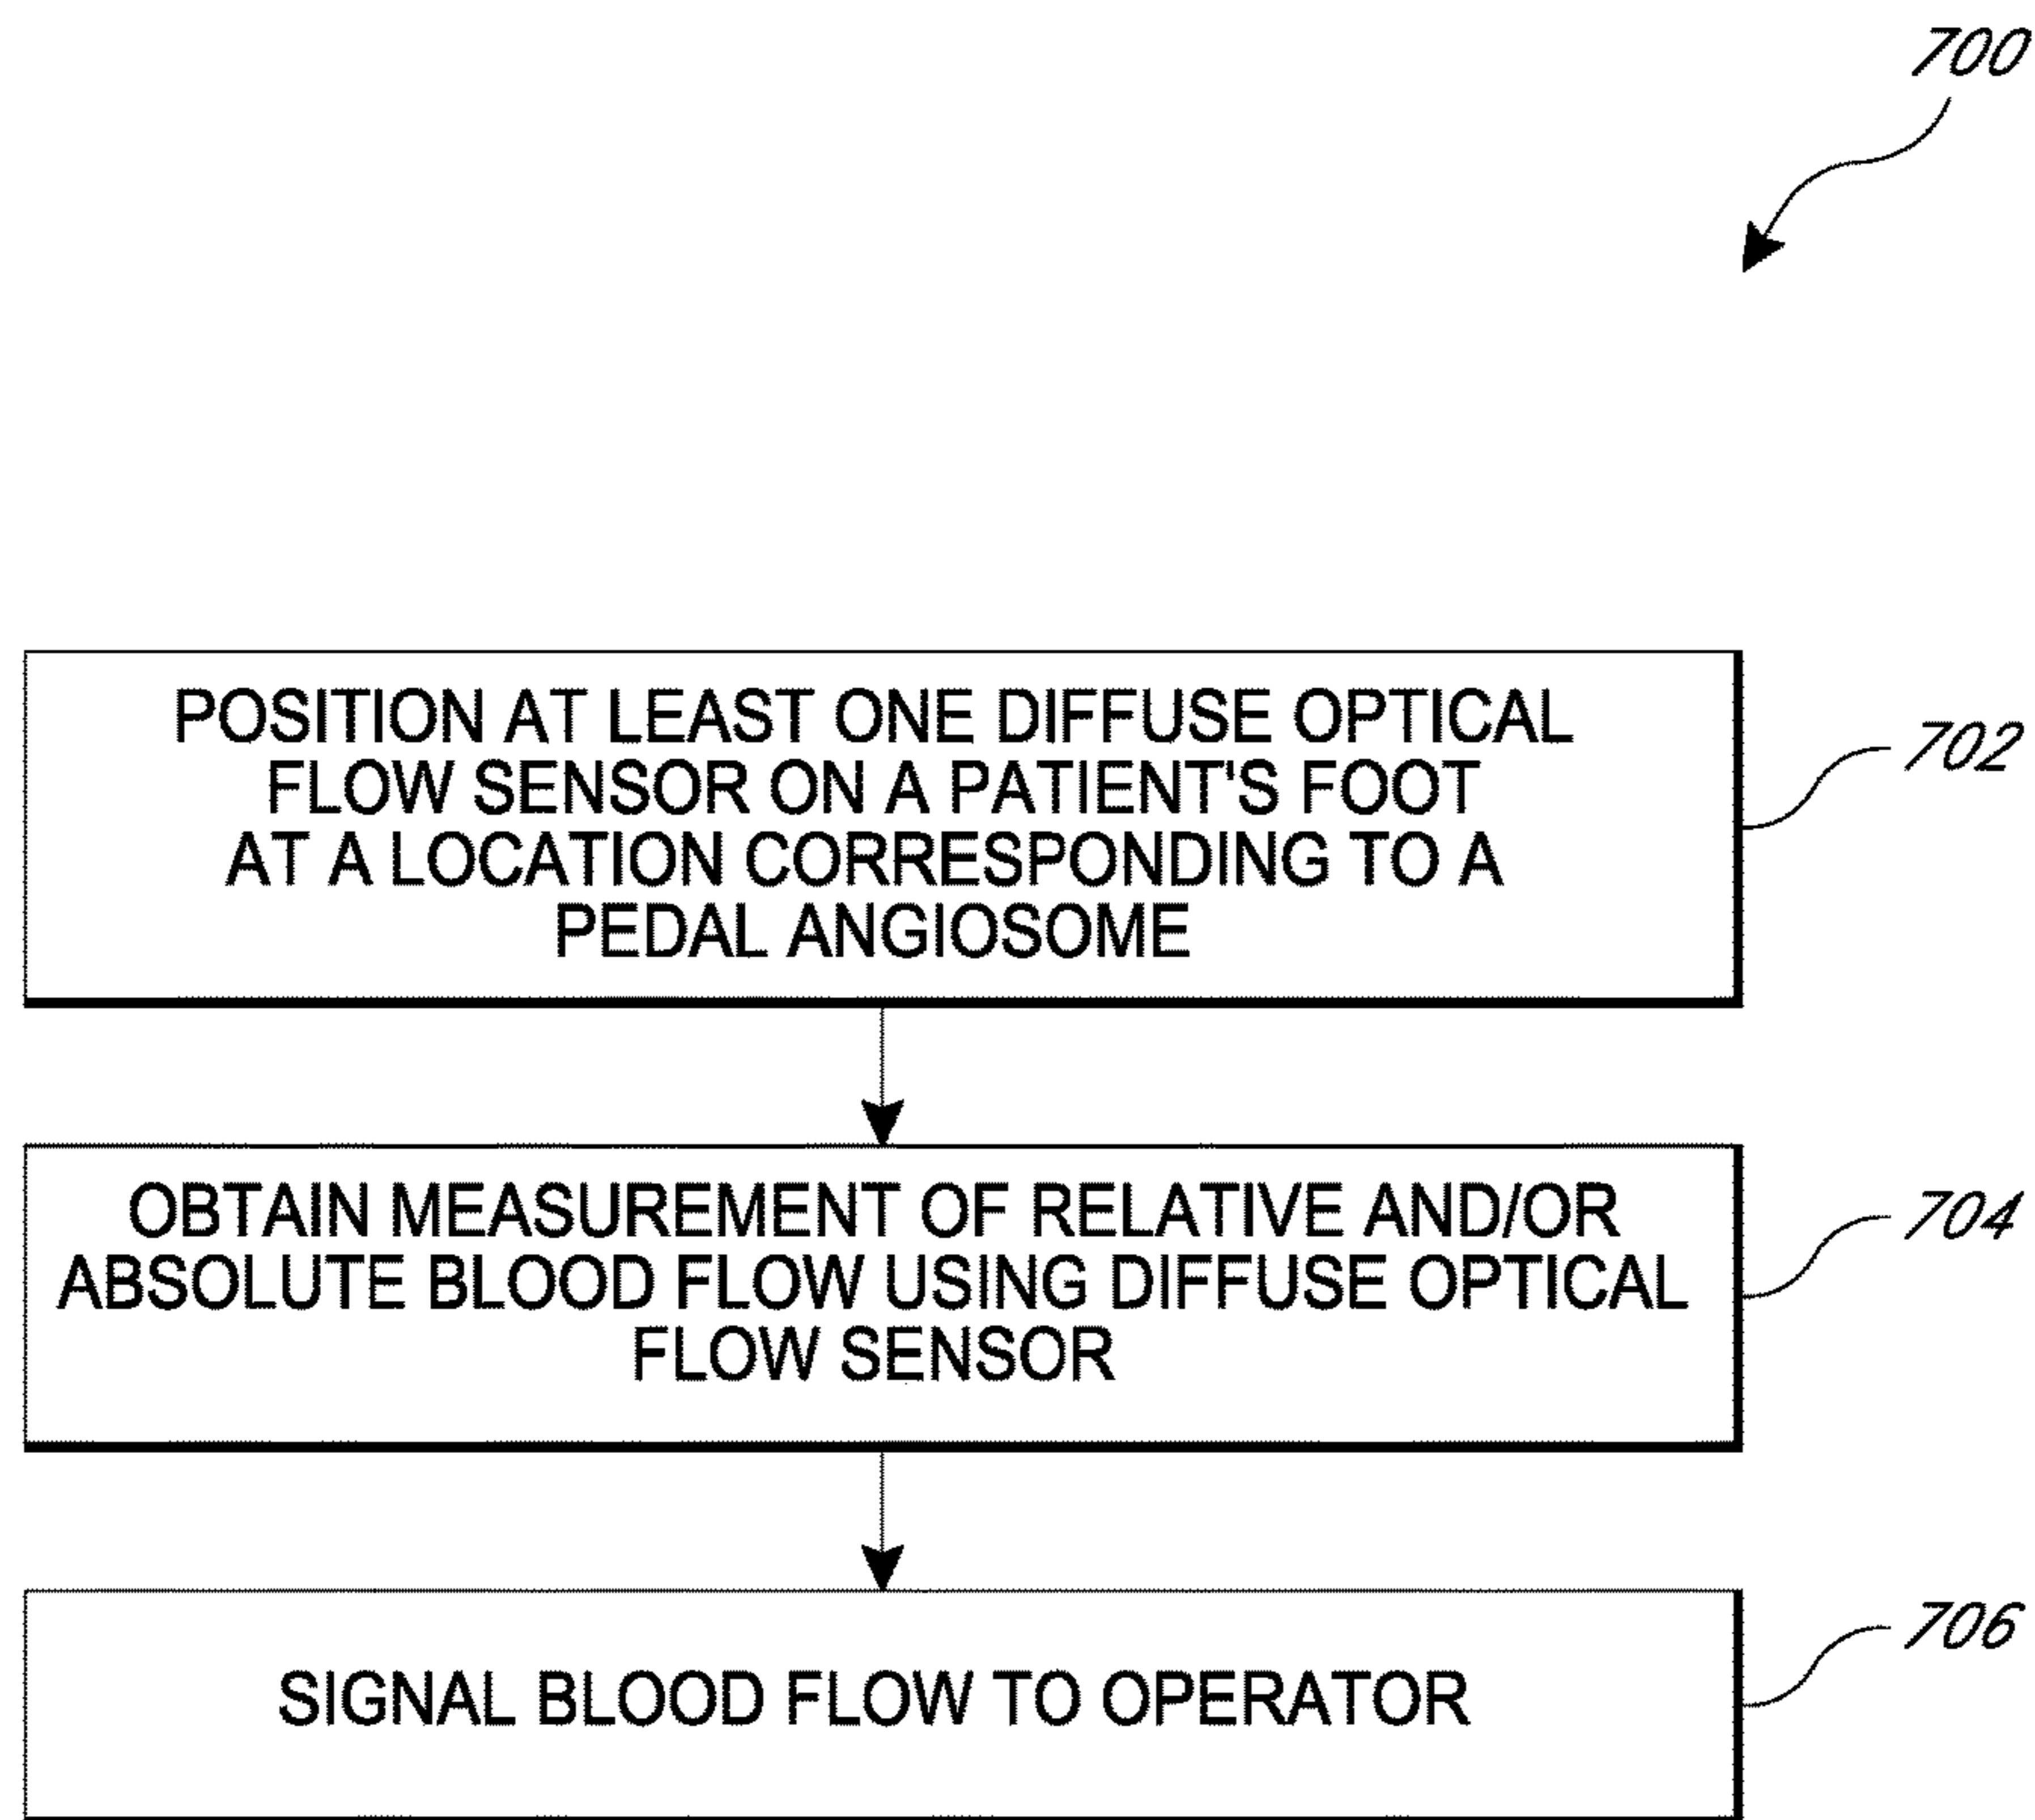 700
POSITION AT LEAST ONE DIFFUSE OPTICAL
FLOW SENSOR ON A PATIENT'S FOOT
AT A LOCATION CORRESPONDING TO A
PEDAL ANGIOSOME
702
OBTAIN MEASUREMENT OF RELATIVE AND/OR
ABSOLUTE BLOOD FLOW USING DIFFUSE OPTICAL
FLOW SENSOR
704
SIGNAL BLOOD FLOW TO OPERATOR
706